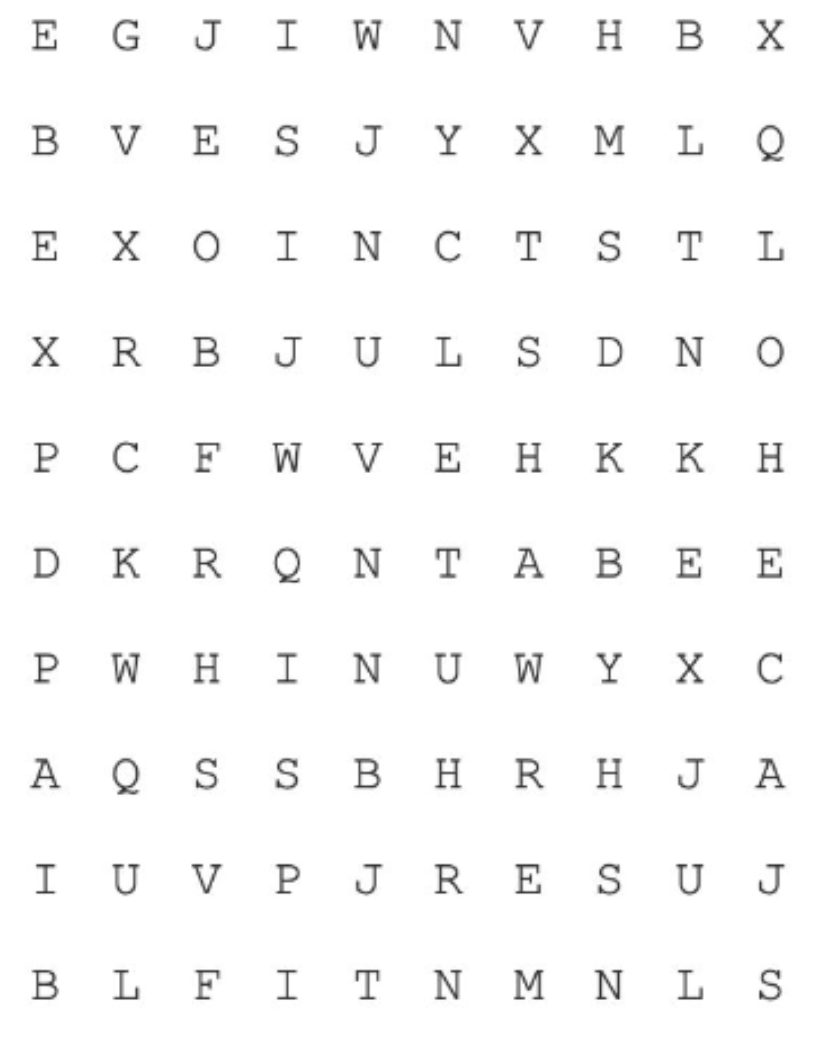 E G J I W N V H B X
B V E S J Y X M L Q
E X O I N C T S T L
X R B J U L S D N O
P C F W V E H K K H
D K R Q N T A B E E
P W H I N U W Y X C
A Q S S B H R H J A
I U V P J R E S U J
B L F I T N M N L S